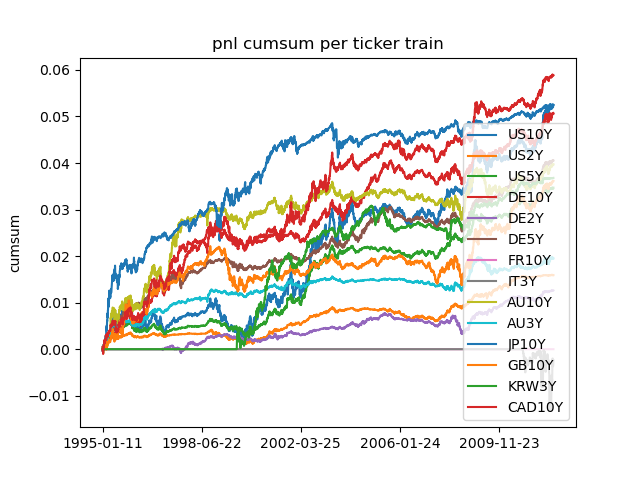 pnl cumsum per ticker train
cumsum
0.06
0.05
0.04
0.03
0.02
0.01
0.00
−0.01
1995-01-11
1998-06-22
2002-03-25
2006-01-24
2009-11-23
US10Y
US2Y
US5Y
DE10Y
DE2Y
DE5Y
FR10Y
IT3Y
AU10Y
AU3Y
JP10Y
GB10Y
KRW3Y
CAD10Y